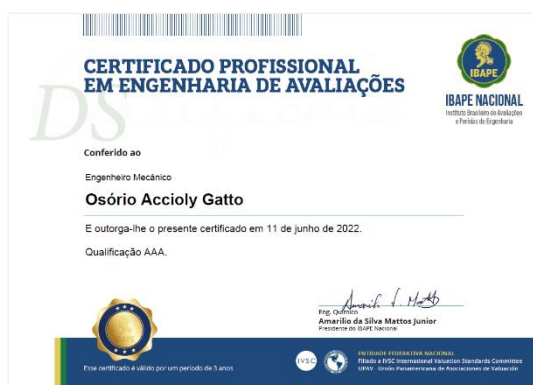 CERTIFICADO PROFISSIONAL
EM ENGENHARIA DE AVALIAÇÕES
IBAPE
IBAPE NACIONAL
Instituto Brasileiro de Avaliações
e Perícias de Engenharia
DS
Conferido ao
Engenheiro Mecânico
Osório Accioly Gatto
E outorga-lhe o presente certificado em 11 de junho de 2022.
Qualificação AAA.
Eng. Químico
Amarilio da Silva Mattos Junior
Presidente do IBAPE Nacional
Esse certificado é válido por um período de 3 anos
IVSC
ENTIDADE FEDERATIVA NACIONAL
Filiado a IVSC International Valuation Standards Committee
UPAV - Unión Panamericana de Asociaciones de Valuación